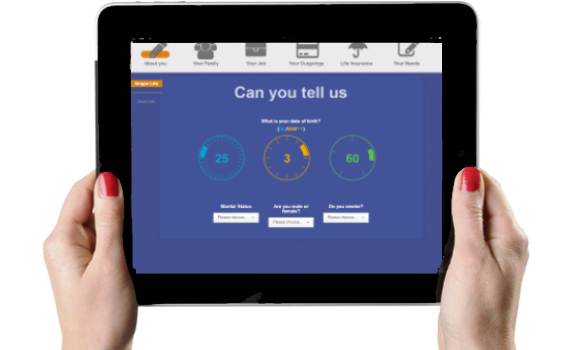 About you
Your Family
Your Job
Your Outgoings
Life Insurance
Your Needs
Single Life
Can you tell us
What is your date of birth?
25
3
60
Marital Status
Are you male or
female?
Do you smoke?
Please choose...
Please choose...
Please choose...